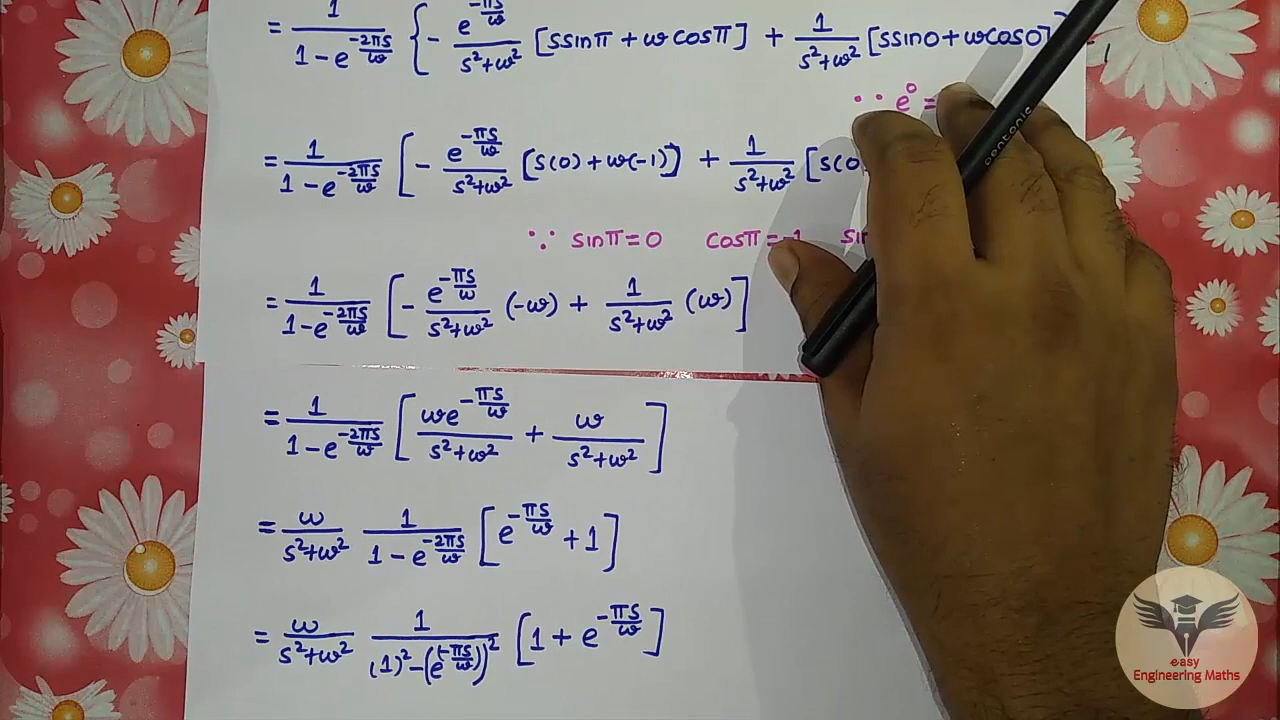 = 1/(1-e^(-2πs/ω)) { - e^(-πs/ω)/(s²+ω²) [s sinπ + ω cosπ] + 1/(s²+ω²) [s sin0 + ω cos0]
∵ e⁰ = 1
= 1/(1-e^(-2πs/ω)) [ - e^(-πs/ω)/(s²+ω²) [s(0) + ω(-1)] + 1/(s²+ω²) [s(0
∵ sinπ = 0 cosπ = -1 sin
= 1/(1-e^(-2πs/ω)) [ - e^(-πs/ω)/(s²+ω²) (-ω) + 1/(s²+ω²) (ω) ]
= 1/(1-e^(-2πs/ω)) [ ωe^(-πs/ω)/(s²+ω²) + ω/(s²+ω²) ]
= ω/(s²+ω²) 1/(1-e^(-2πs/ω)) [ e^(-πs/ω) + 1 ]
= ω/(s²+ω²) 1/((1)²-(e^(-πs/ω))²) [ 1 + e^(-πs/ω) ]
pentonic
easy
Engineering Maths